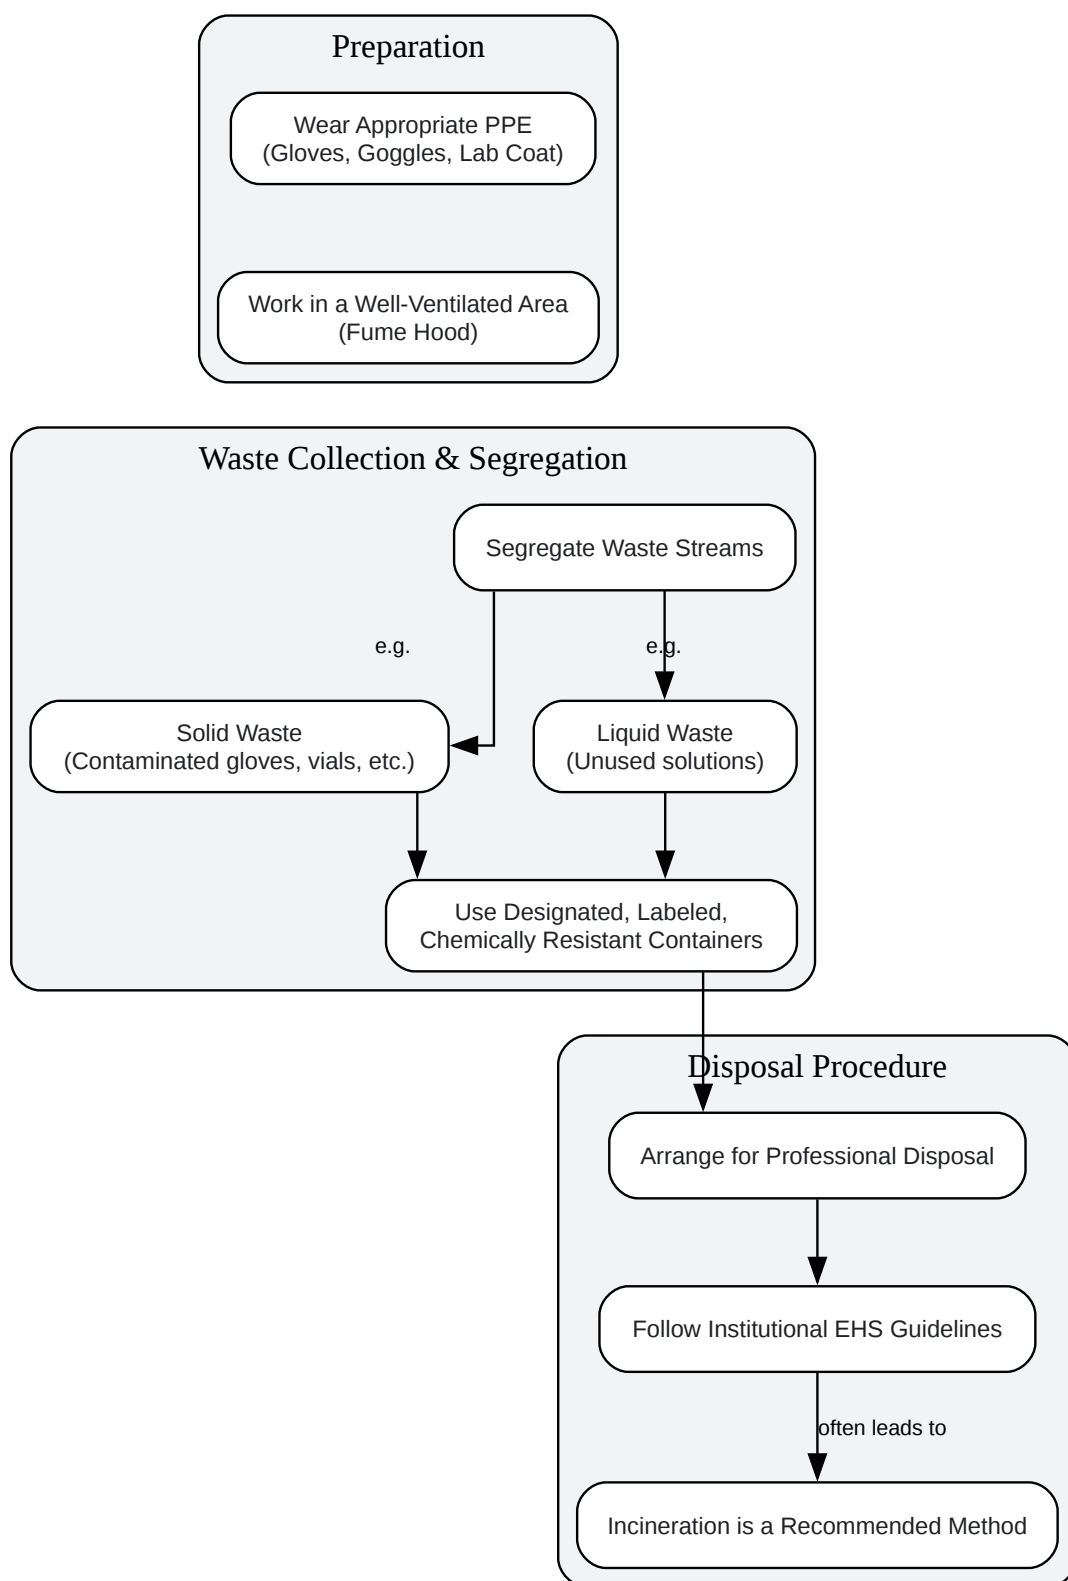 Preparation
Wear Appropriate PPE
(Gloves, Goggles, Lab Coat)
Work in a Well-Ventilated Area
(Fume Hood)
Waste Collection & Segregation
Segregate Waste Streams
e.g.
e.g.
Solid Waste
(Contaminated gloves, vials, etc.)
Liquid Waste
(Unused solutions)
Use Designated, Labeled,
Chemically Resistant Containers
Disposal Procedure
Arrange for Professional Disposal
Follow Institutional EHS Guidelines
often leads to
Incineration is a Recommended Method